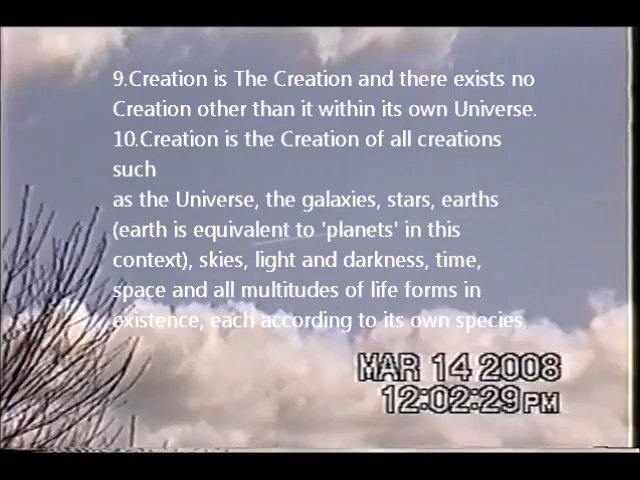 9.Creation is The Creation and there exists no
Creation other than it within its own Universe.
10.Creation is the Creation of all creations
such
as the Universe, the galaxies, stars, earths
(earth is equivalent to 'planets' in this
context), skies, light and darkness, time,
space and all multitudes of life forms in
existence, each according to its own species.
MAR 14 2008
12:02:29PM